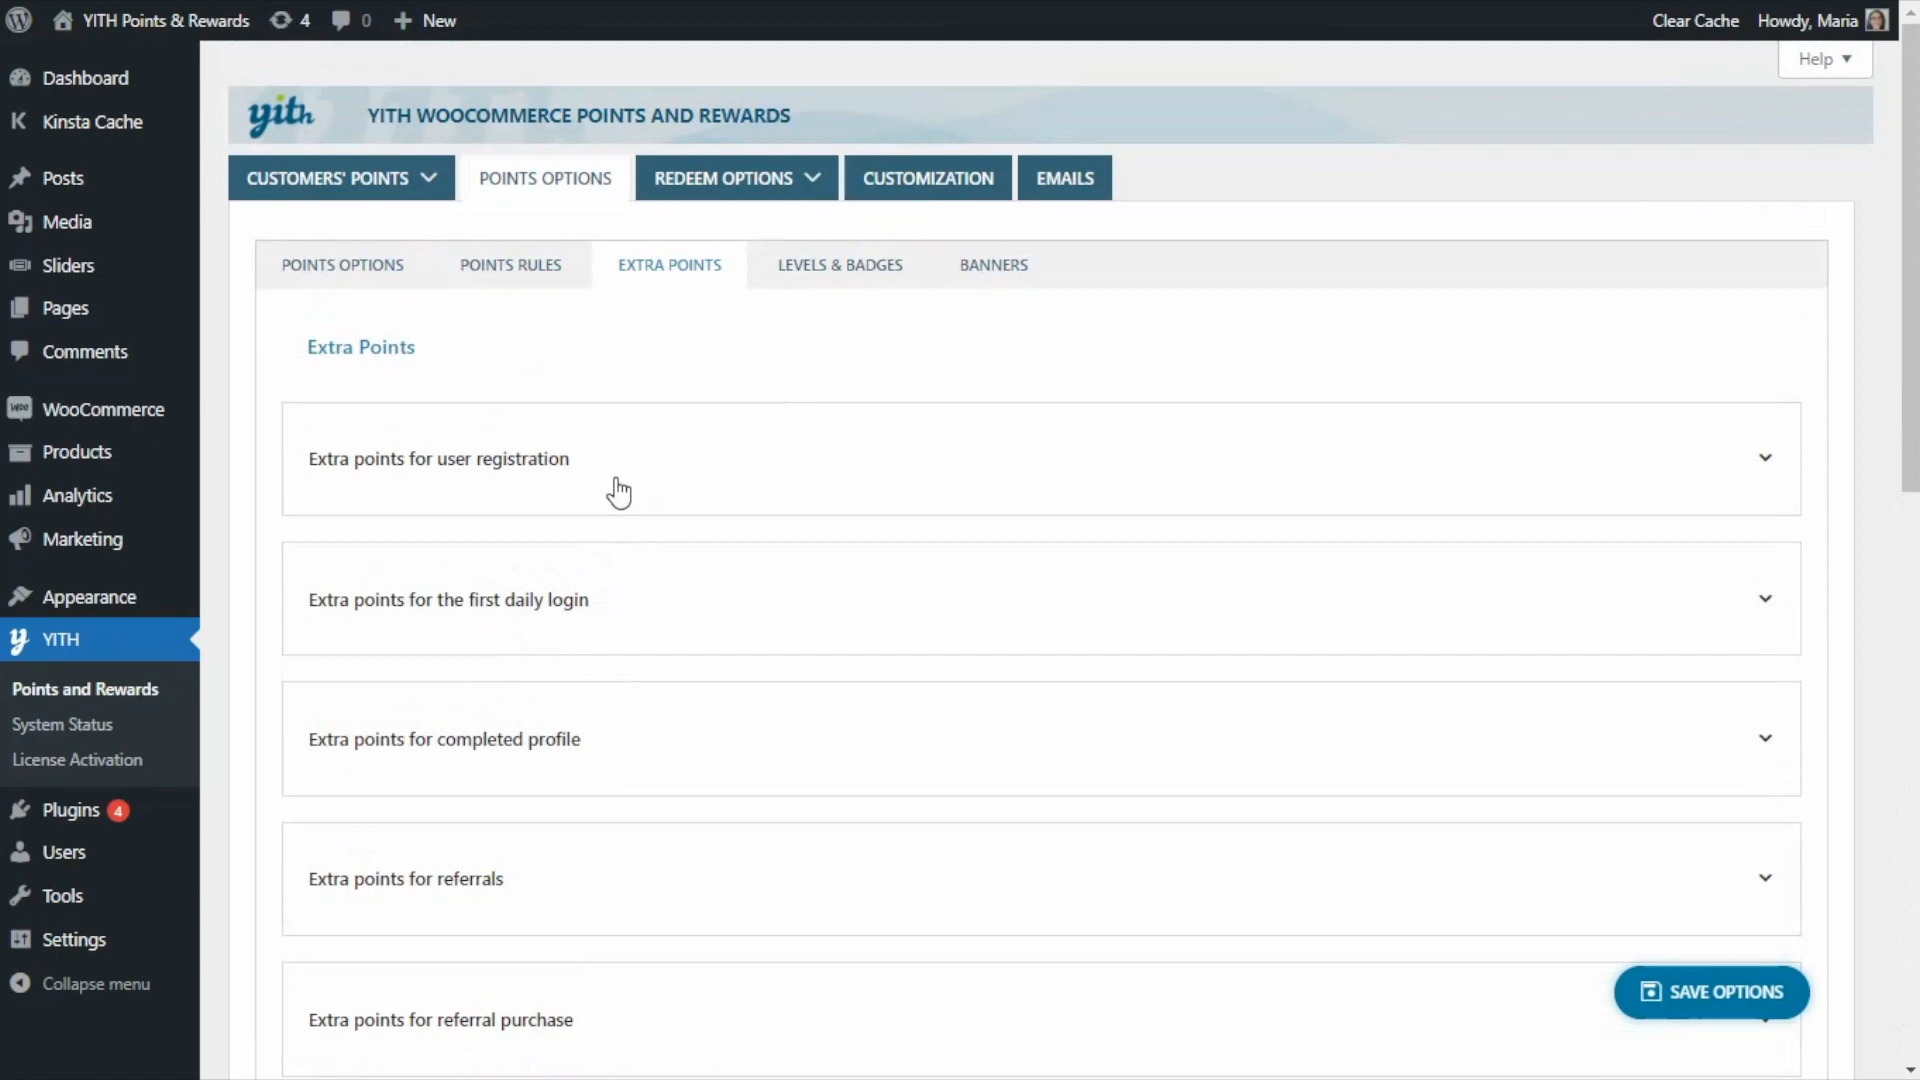 YITH Points & Rewards
4
0
New
Clear Cache
Howdy, Maria
Help
Dashboard
Kinsta Cache
Posts
Media
Sliders
Pages
Comments
WooCommerce
Products
Analytics
Marketing
Appearance
YITH
Points and Rewards
System Status
License Activation
Plugins 4
Users
Tools
Settings
Collapse menu
yith
YITH WOOCOMMERCE POINTS AND REWARDS
CUSTOMERS' POINTS
POINTS OPTIONS
REDEEM OPTIONS
CUSTOMIZATION
EMAILS
POINTS OPTIONS
POINTS RULES
EXTRA POINTS
LEVELS & BADGES
BANNERS
Extra Points
Extra points for user registration
Extra points for the first daily login
Extra points for completed profile
Extra points for referrals
Extra points for referral purchase
SAVE OPTIONS